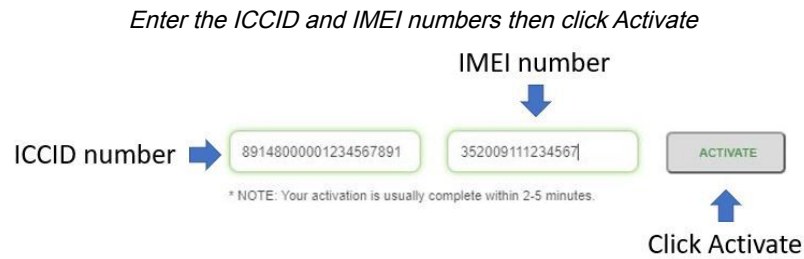 Enter the ICCID and IMEI numbers then click Activate
IMEI number
ICCID number
89148000001234567891
352009111234567
ACTIVATE
* NOTE: Your activation is usually complete within 2-5 minutes.
Click Activate